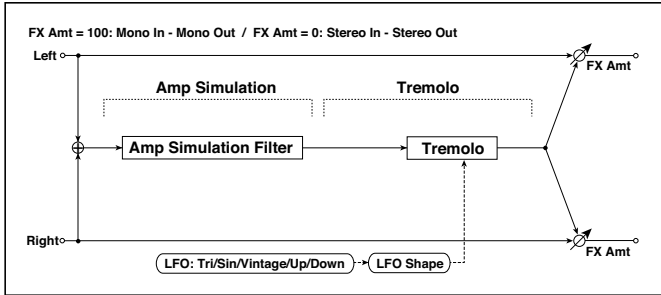 FX Amt = 100: Mono In - Mono Out / FX Amt = 0: Stereo In - Stereo Out
Left
FX Amt
Amp Simulation
Tremolo
Amp Simulation Filter
Tremolo
Right
FX Amt
LFO: Tri/Sin/Vintage/Up/Down
LFO Shape